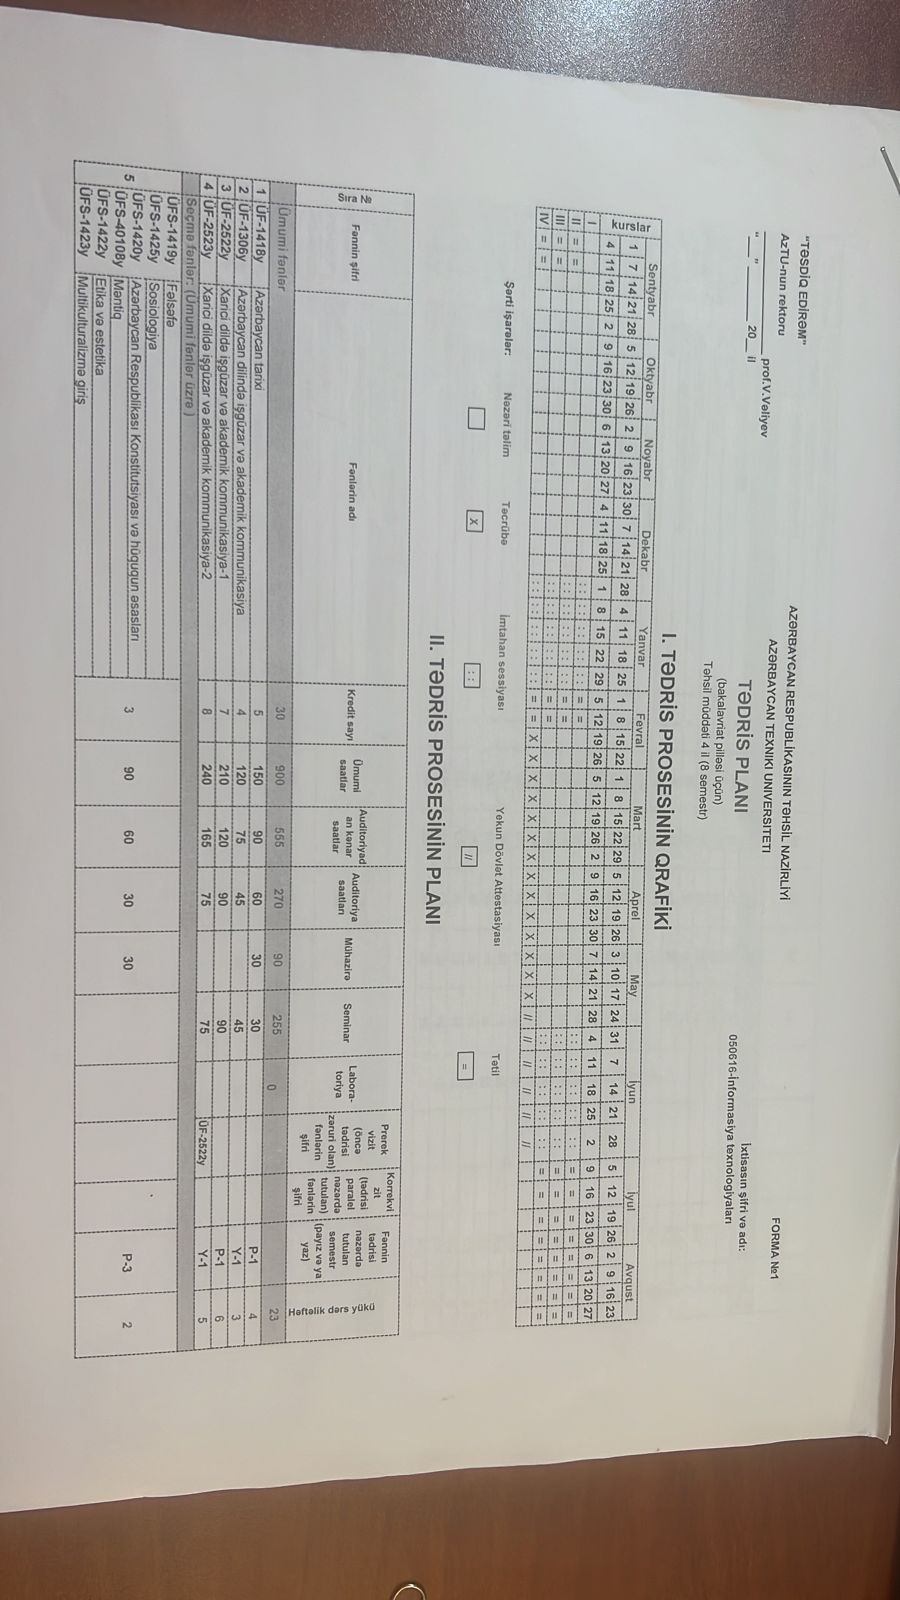 "TƏSDİQ EDİRƏM"
AzTU-nun rektoru
_______________ prof.V.Vəliyev
"___" ________ 20__ il
AZƏRBAYCAN RESPUBLİKASININ TƏHSİL NAZİRLİYİ
AZƏRBAYCAN TEXNIKI UNIVERSITETI
TƏDRİS PLANI
(bakalavriat pilləsi üçün)
Təhsil müddəti 4 il (8 semestr)
FORMA №1
İxtisasın şifri və adı:
050616-İnformasiya texnologiyaları
I. TƏDRİS PROSESİNİN QRAFİKİ
kurslar Sentyabr Oktyabr Noyabr Dekabr Yanvar Fevral Mart Aprel May İyun İyul Avqust
1 7 14 21 28 5 12 19 26 2 9 16 23 30 7 14 21 28 4 11 18 25 1 8 15 22 1 8 15 22 29 5 12 19 26 3 10 17 24 31 7 14 21 28 5 12 19 26 2 9 16 23
4 11 18 25 2 9 16 23 30 6 13 20 27 4 11 18 25 1 8 15 22 29 5 12 19 26 5 12 19 26 2 9 16 23 30 7 14 21 28 4 11 18 25 2 9 16 23 30 6 13 20 27
I :: :: :: :: :: = = :: :: :: :: :: = = = = = = = =
II = = :: :: :: :: :: = = :: :: :: :: :: = = = = = = = =
III = = :: :: :: :: :: = = :: :: :: :: :: = = = = = = = =
IV = = :: :: :: :: :: = = X X X X X X X X X X X X X X // // // // // //
Şərti işarələr: Nəzəri təlim Təcrübə İmtahan sessiyası Yekun Dövlət Attestasiyası Tətil
X :: // =
II. TƏDRİS PROSESİNİN PLANI
Sıra № Fənnin şifri Fənlərin adı Kredit sayı Ümumi saatlar Auditoriyadan kənar saatlar Auditoriya saatları Mühazirə Seminar Labora-toriya Prerekvizit (öncə tədrisi zəruri olan) fənlərin şifri Korrekvizit (tədrisi paralel nəzərdə tutulan) fənlərin şifri Fənnin tədrisi nəzərdə tutulan semestr (payız və ya yaz) Həftəlik dərs yükü
Ümumi fənlər 30 900 555 270 90 255 0 23
1 ÜF-1418y Azərbaycan tarixi 5 150 90 60 30 30 P-1 4
2 ÜF-1306y Azərbaycan dilində işgüzar və akademik kommunikasiya 4 120 75 45 45 Y-1 3
3 ÜF-2522y Xarici dildə işgüzar və akademik kommunikasiya-1 7 210 120 90 90 P-1 6
4 ÜF-2523y Xarici dildə işgüzar və akademik kommunikasiya-2 8 240 165 75 75 ÜF-2522y Y-1 5
Seçmə fənlər: (Ümumi fənlər üzrə )
ÜFS-1419y Fəlsəfə
ÜFS-1425y Sosiologiya
ÜFS-1420y Azərbaycan Respublikası Konstitutsiyası və hüququn əsasları
5 3 90 60 30 30 P-3 2
ÜFS-40108y Məntiq
ÜFS-1422y Etika və estetika
ÜFS-1423y Multikulturalizmə giriş